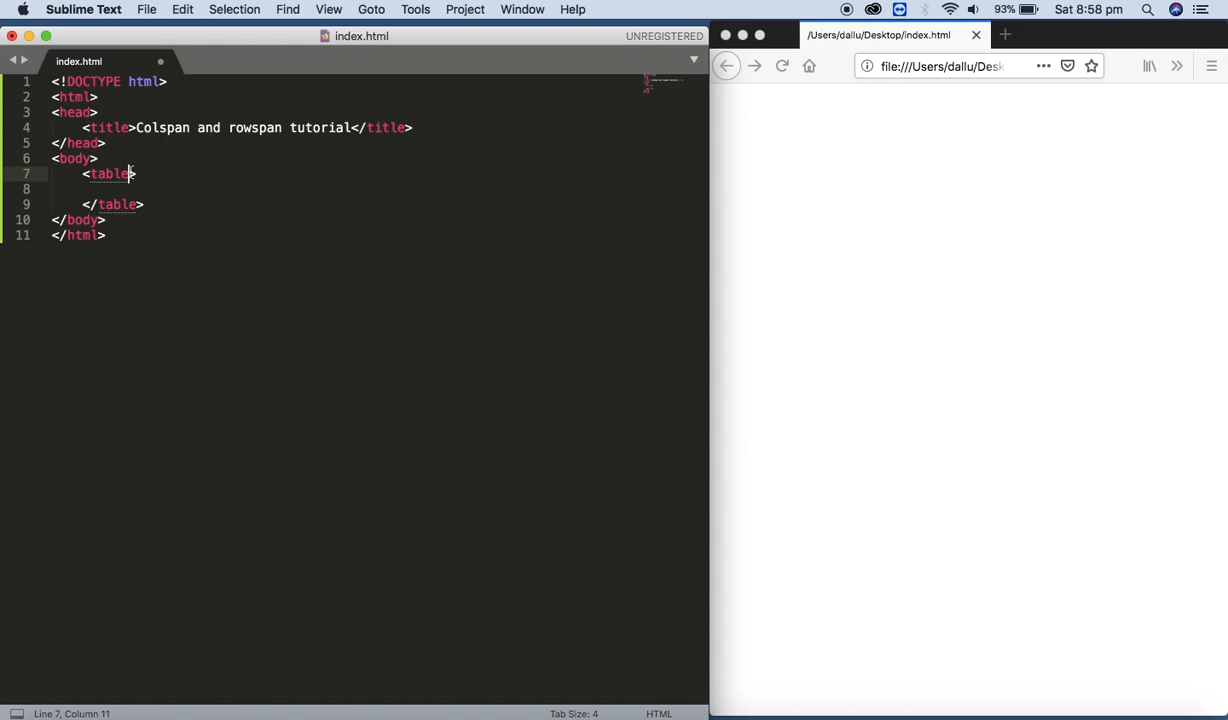 Sublime Text File Edit Selection Find View Goto Tools Project Window Help 93% Sat 8:58 pm
index.html UNREGISTERED
/Users/dallu/Desktop/index.html
index.html
file:///Users/dallu/Desk
1 <!DOCTYPE html>
2 <html>
3 <head>
4 <title>Colspan and rowspan tutorial</title>
5 </head>
6 <body>
7 <table>
8
9 </table>
10 </body>
11 </html>
Line 7, Column 11 Tab Size: 4 HTML